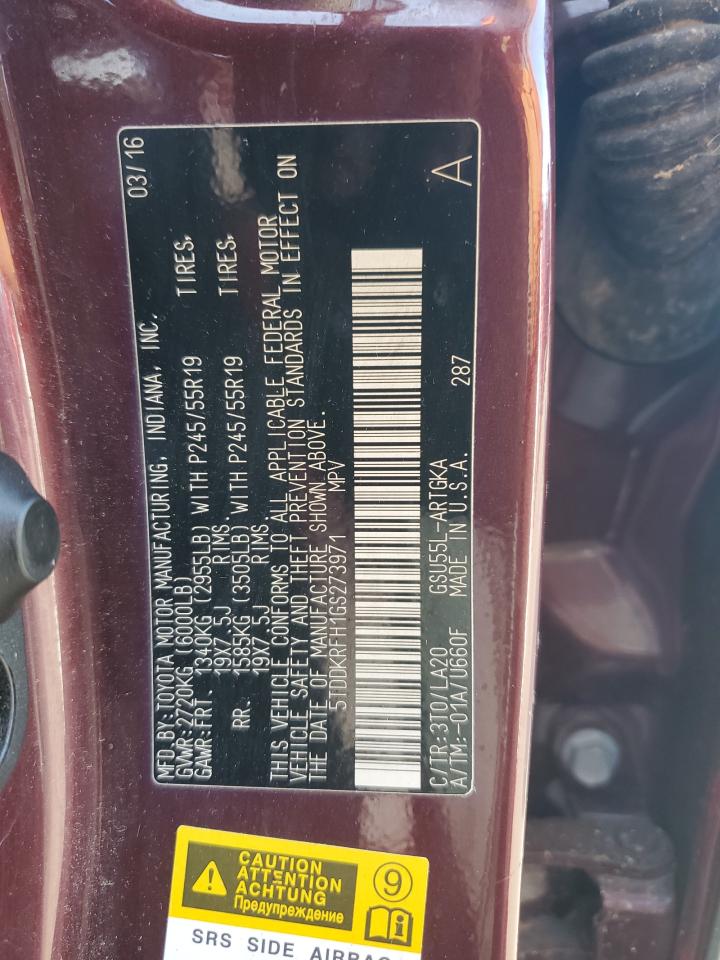 MFD.BY:TOYOTA MOTOR MANUFACTURING, INDIANA, INC. 03/16
GVWR:2720KG (6000LB)
GAWR:FRT. 1340KG (2955LB) WITH P245/55R19 TIRES,
19X7.5J RIMS.
RR. 1585KG (3505LB) WITH P245/55R19 TIRES,
19X7.5J RIMS.
THIS VEHICLE CONFORMS TO ALL APPLICABLE FEDERAL MOTOR
VEHICLE SAFETY AND THEFT PREVENTION STANDARDS IN EFFECT ON
THE DATE OF MANUFACTURE SHOWN ABOVE.
5TDDKRFH1GS273971 MPV
C/TR:3T0/LA20 GSU55L-ARTGKA 287 A
A/TM:-01A/U660F MADE IN U.S.A.
CAUTION
ATTENTION
ACHTUNG
Предупреждение
9
i
SRS SIDE AIRBAG